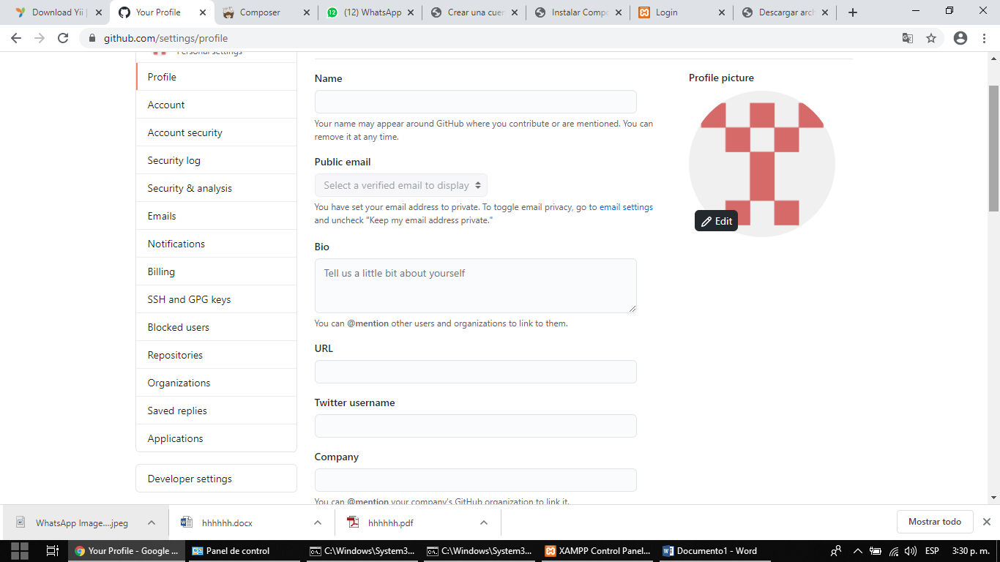 Download Yii |
Your Profile
Composer
(12) WhatsApp
Crear una cuen
Instalar Compo
Login
Descargar arch
github.com/settings/profile
Personal settings
Profile
Account
Account security
Security log
Security & analysis
Emails
Notifications
Billing
SSH and GPG keys
Blocked users
Repositories
Organizations
Saved replies
Applications
Developer settings
Name
Your name may appear around GitHub where you contribute or are mentioned. You can
remove it at any time.
Public email
Select a verified email to display
You have set your email address to private. To toggle email privacy, go to email settings
and uncheck "Keep my email address private."
Bio
Tell us a little bit about yourself
You can @mention other users and organizations to link to them.
URL
Twitter username
Company
You can @mention your company's GitHub organization to link it.
Profile picture
Edit
WhatsApp Image....jpeg
hhhhhh.docx
hhhhhh.pdf
Mostrar todo
Your Profile - Google ...
Panel de control
C:\Windows\System3...
C:\Windows\System3...
XAMPP Control Panel...
Documento1 - Word
ESP
3:30 p. m.